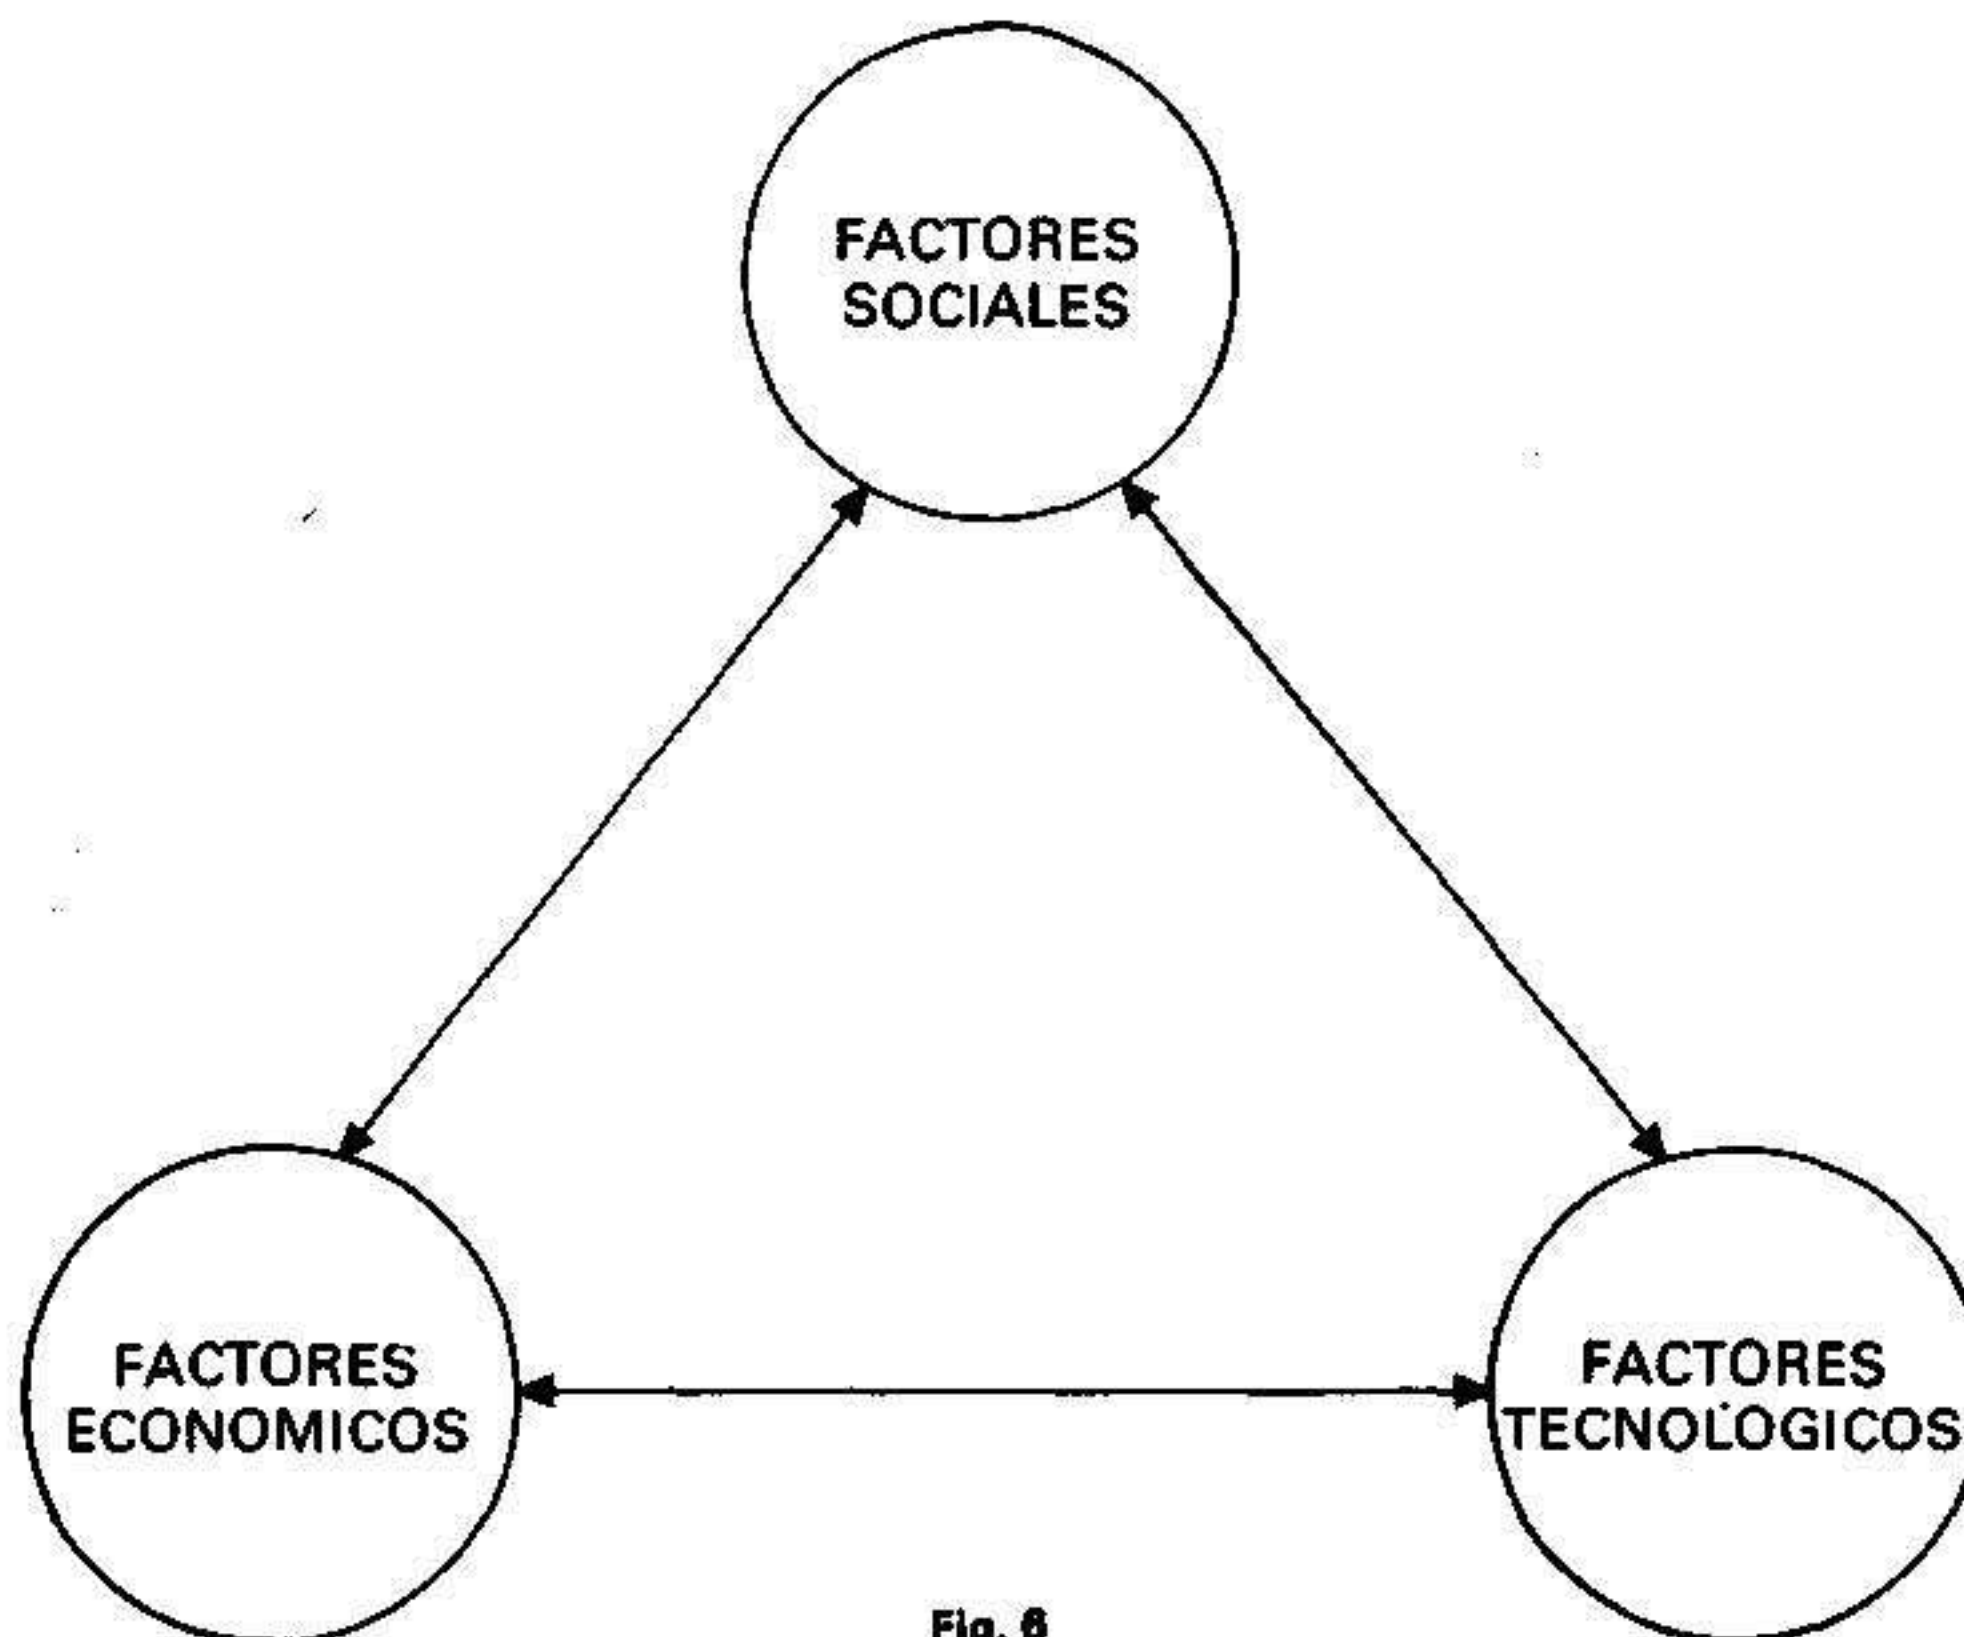 FACTORES
SOCIALES
FACTORES
ECONOMICOS
FACTORES
TECNOLOGICOS
Fig. 6